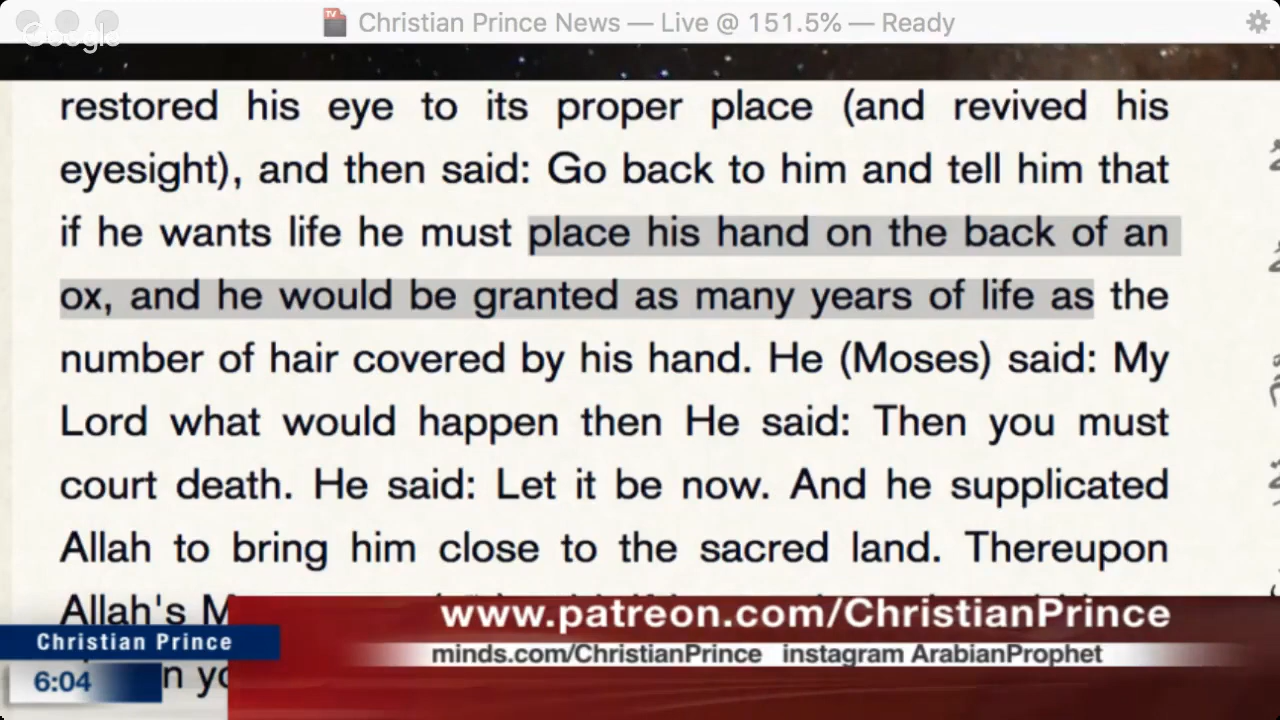 Christian Prince News — Live @ 151.5% — Ready
Google
restored his eye to its proper place (and revived his
eyesight), and then said: Go back to him and tell him that
if he wants life he must place his hand on the back of an
ox, and he would be granted as many years of life as the
number of hair covered by his hand. He (Moses) said: My
Lord what would happen then He said: Then you must
court death. He said: Let it be now. And he supplicated
Allah to bring him close to the sacred land. Thereupon
Allah's M
www.patreon.com/ChristianPrince
Christian Prince
minds.com/ChristianPrince instagram ArabianProphet
6:04